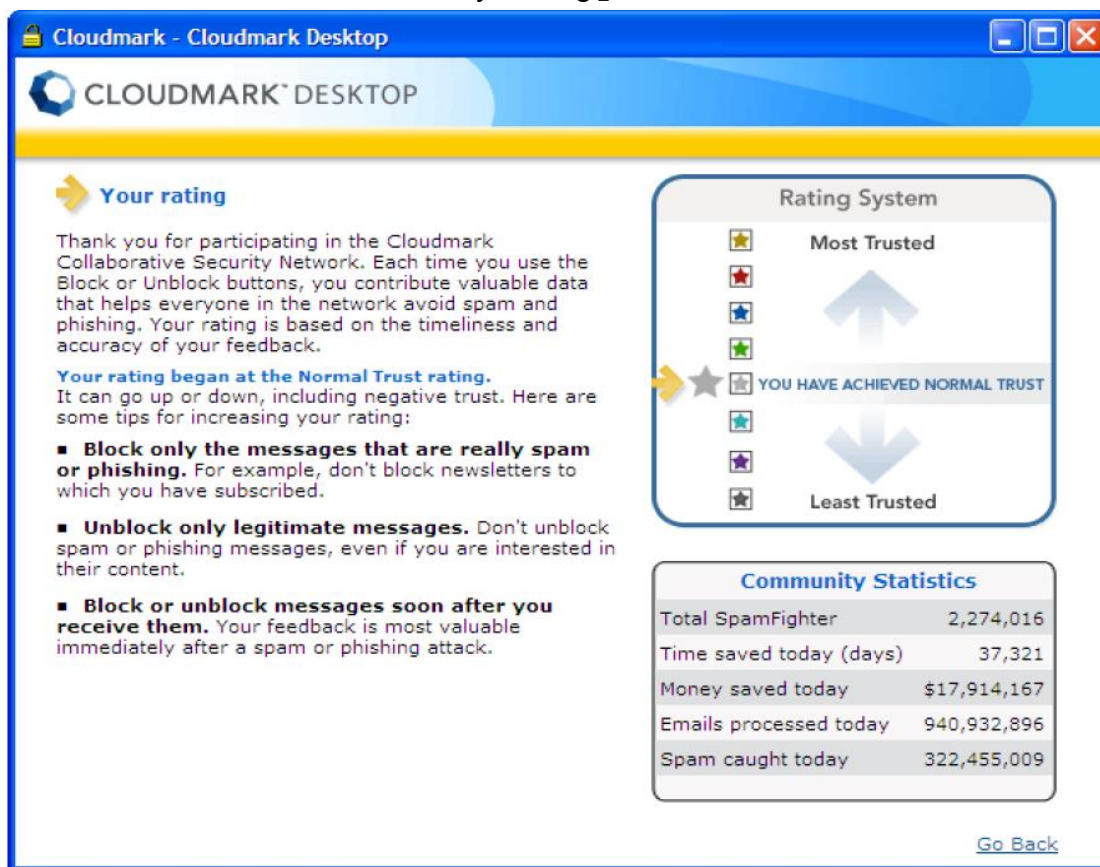 Cloudmark - Cloudmark Desktop
CLOUDMARK™ DESKTOP
Your rating
Thank you for participating in the Cloudmark
Collaborative Security Network. Each time you use the
Block or Unblock buttons, you contribute valuable data
that helps everyone in the network avoid spam and
phishing. Your rating is based on the timeliness and
accuracy of your feedback.
Your rating began at the Normal Trust rating.
It can go up or down, including negative trust. Here are
some tips for increasing your rating:
▪ Block only the messages that are really spam
or phishing. For example, don't block newsletters to
which you have subscribed.
▪ Unblock only legitimate messages. Don't unblock
spam or phishing messages, even if you are interested in
their content.
▪ Block or unblock messages soon after you
receive them. Your feedback is most valuable
immediately after a spam or phishing attack.
Rating System
Most Trusted
YOU HAVE ACHIEVED NORMAL TRUST
Least Trusted
Community Statistics
Total SpamFighter 2,274,016
Time saved today (days) 37,321
Money saved today $17,914,167
Emails processed today 940,932,896
Spam caught today 322,455,009
Go Back